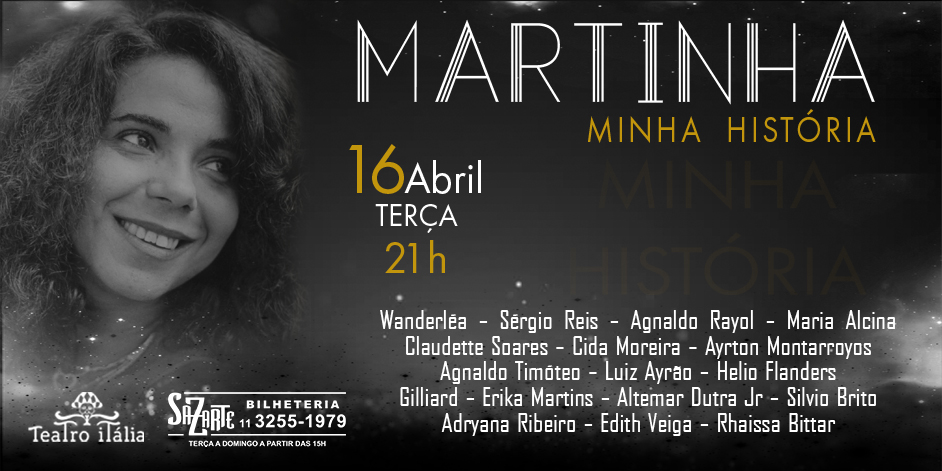 MARTINHA
MINHA HISTÓRIA
MINHA
HISTÓRIA
16 Abril
TERÇA
21h
Wanderléa - Sérgio Reis - Agnaldo Rayol - Maria Alcina
Claudette Soares - Cida Moreira - Ayrton Montarroyos
Agnaldo Timóteo - Luiz Ayrão - Helio Flanders
Gilliard - Erika Martins - Altemar Dutra Jr - Silvio Brito
Adryana Ribeiro - Edith Veiga - Rhaissa Bittar
Teatro itália
SAZARTE
BILHETERIA
11 3255-1979
TERÇA A DOMINGO A PARTIR DAS 15H